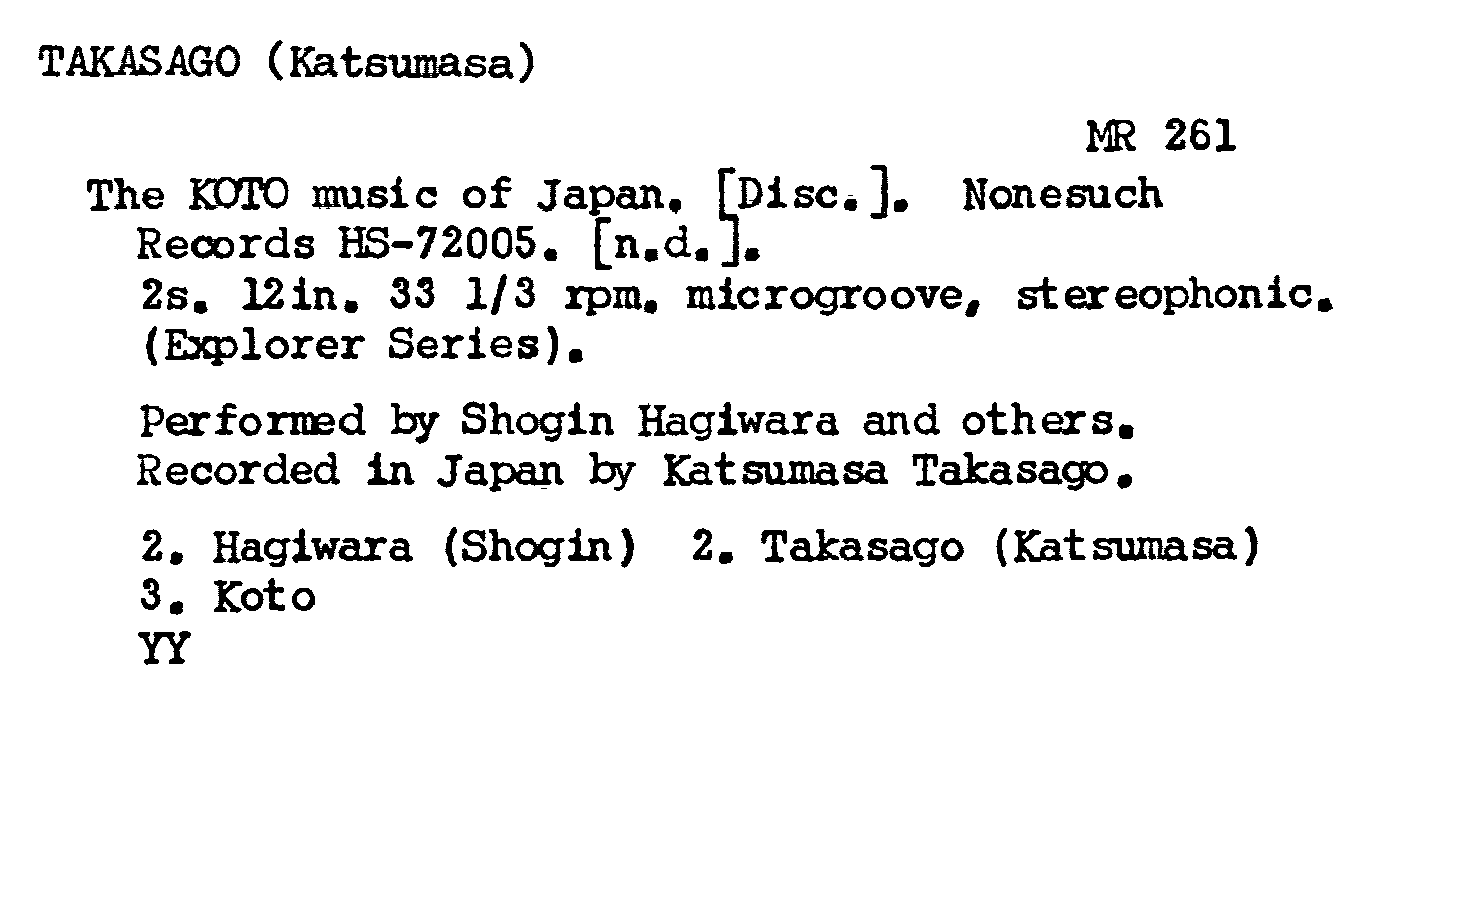 TAKASAGO (Katsumasa)
MR 261
The KOTO music of Japan. [Disc.]. Nonesuch
Records HS-72005. [n.d.].
2s. 12in. 33 1/3 rpm. microgroove, stereophonic.
(Explorer Series).
Performed by Shogin Hagiwara and others.
Recorded in Japan by Katsumasa Takasago.
2. Hagiwara (Shogin) 2. Takasago (Katsumasa)
3. Koto
YY